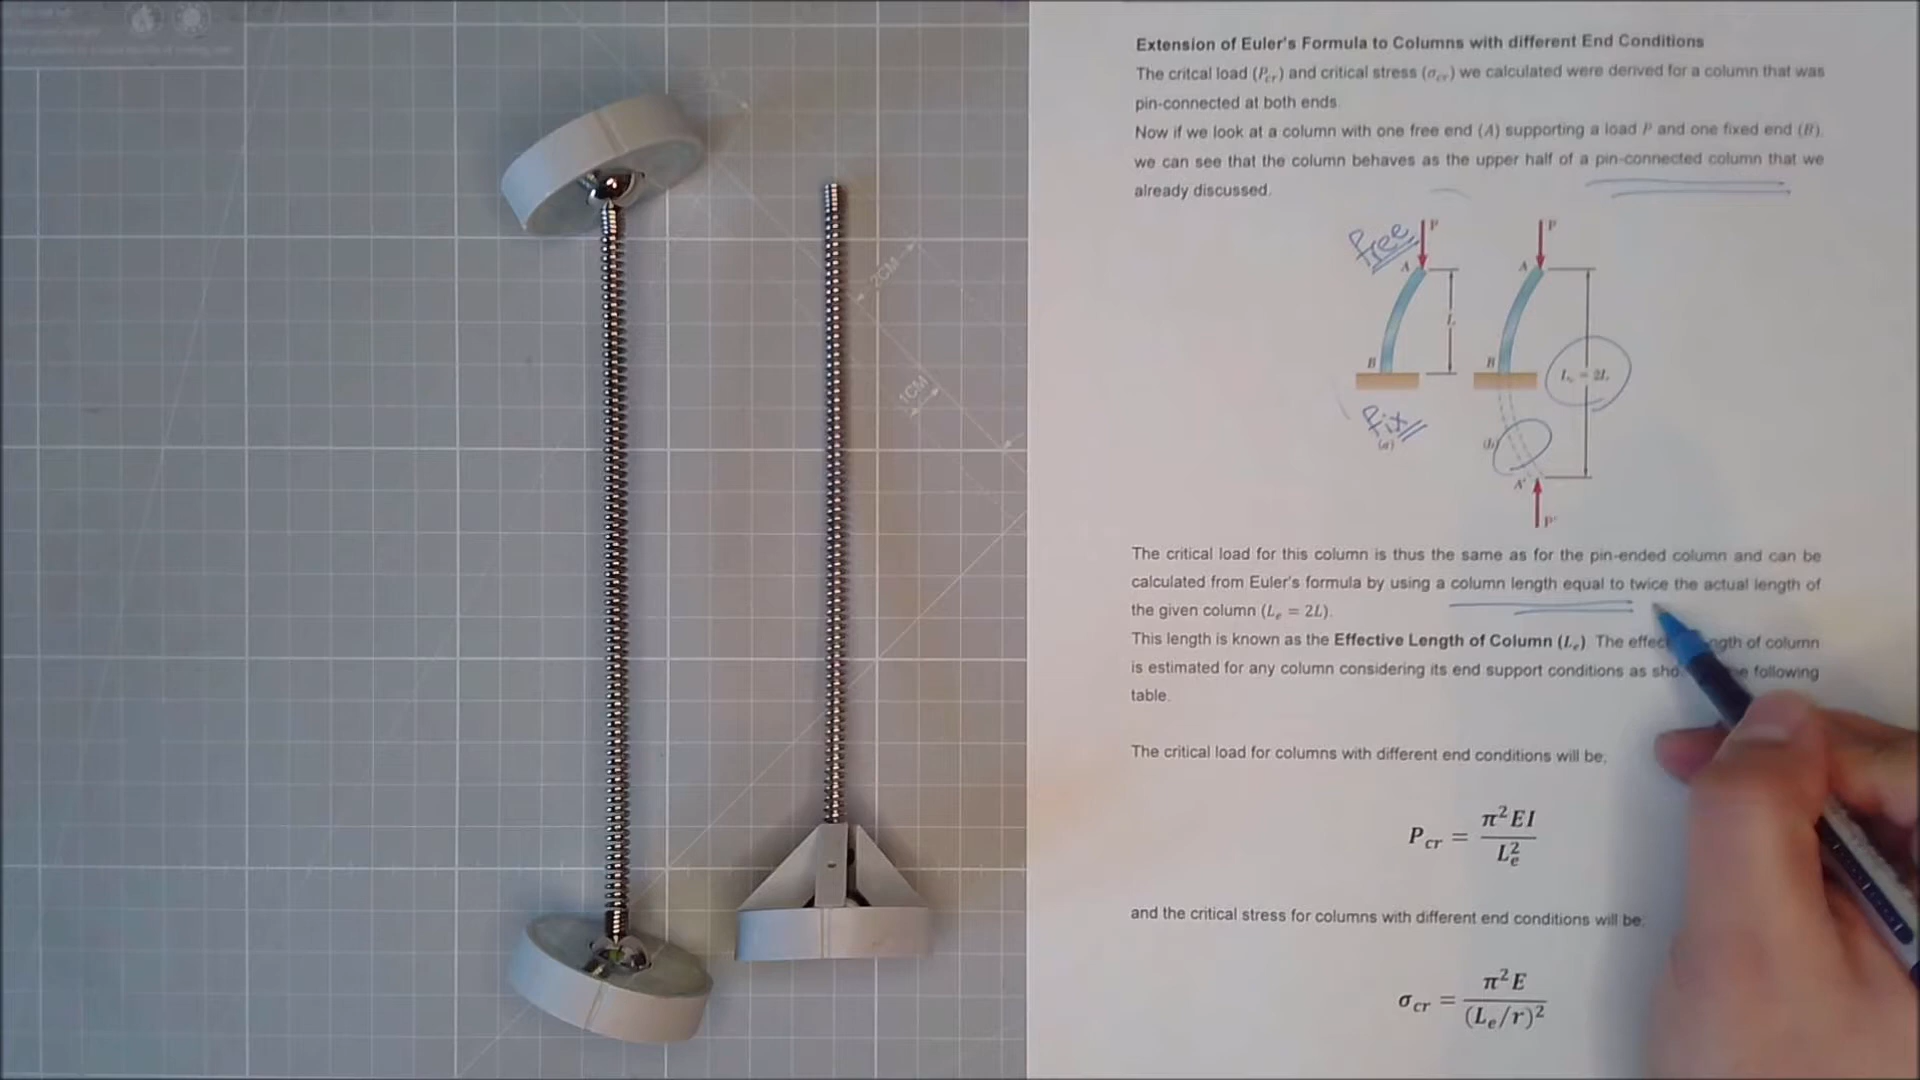 Extension of Euler's Formula to Columns with different End Conditions
The critcal load (Pcr) and critical stress (σcr) we calculated were derived for a column that was
pin-connected at both ends.
Now if we look at a column with one free end (A) supporting a load P and one fixed end (B),
we can see that the column behaves as the upper half of a pin-connected column that we
already discussed.
P P
free
A A
L
B B
Le = 2L
fix
(a)
(b)
A'
P'
2CM
1CM
The critical load for this column is thus the same as for the pin-ended column and can be
calculated from Euler's formula by using a column length equal to twice the actual length of
the given column (Le = 2L).
This length is known as the Effective Length of Column (Le). The effec ngth of column
is estimated for any column considering its end support conditions as sho e following
table.
The critical load for columns with different end conditions will be;
Pcr = π²EI / Le²
and the critical stress for columns with different end conditions will be;
σcr = π²E / (Le/r)²